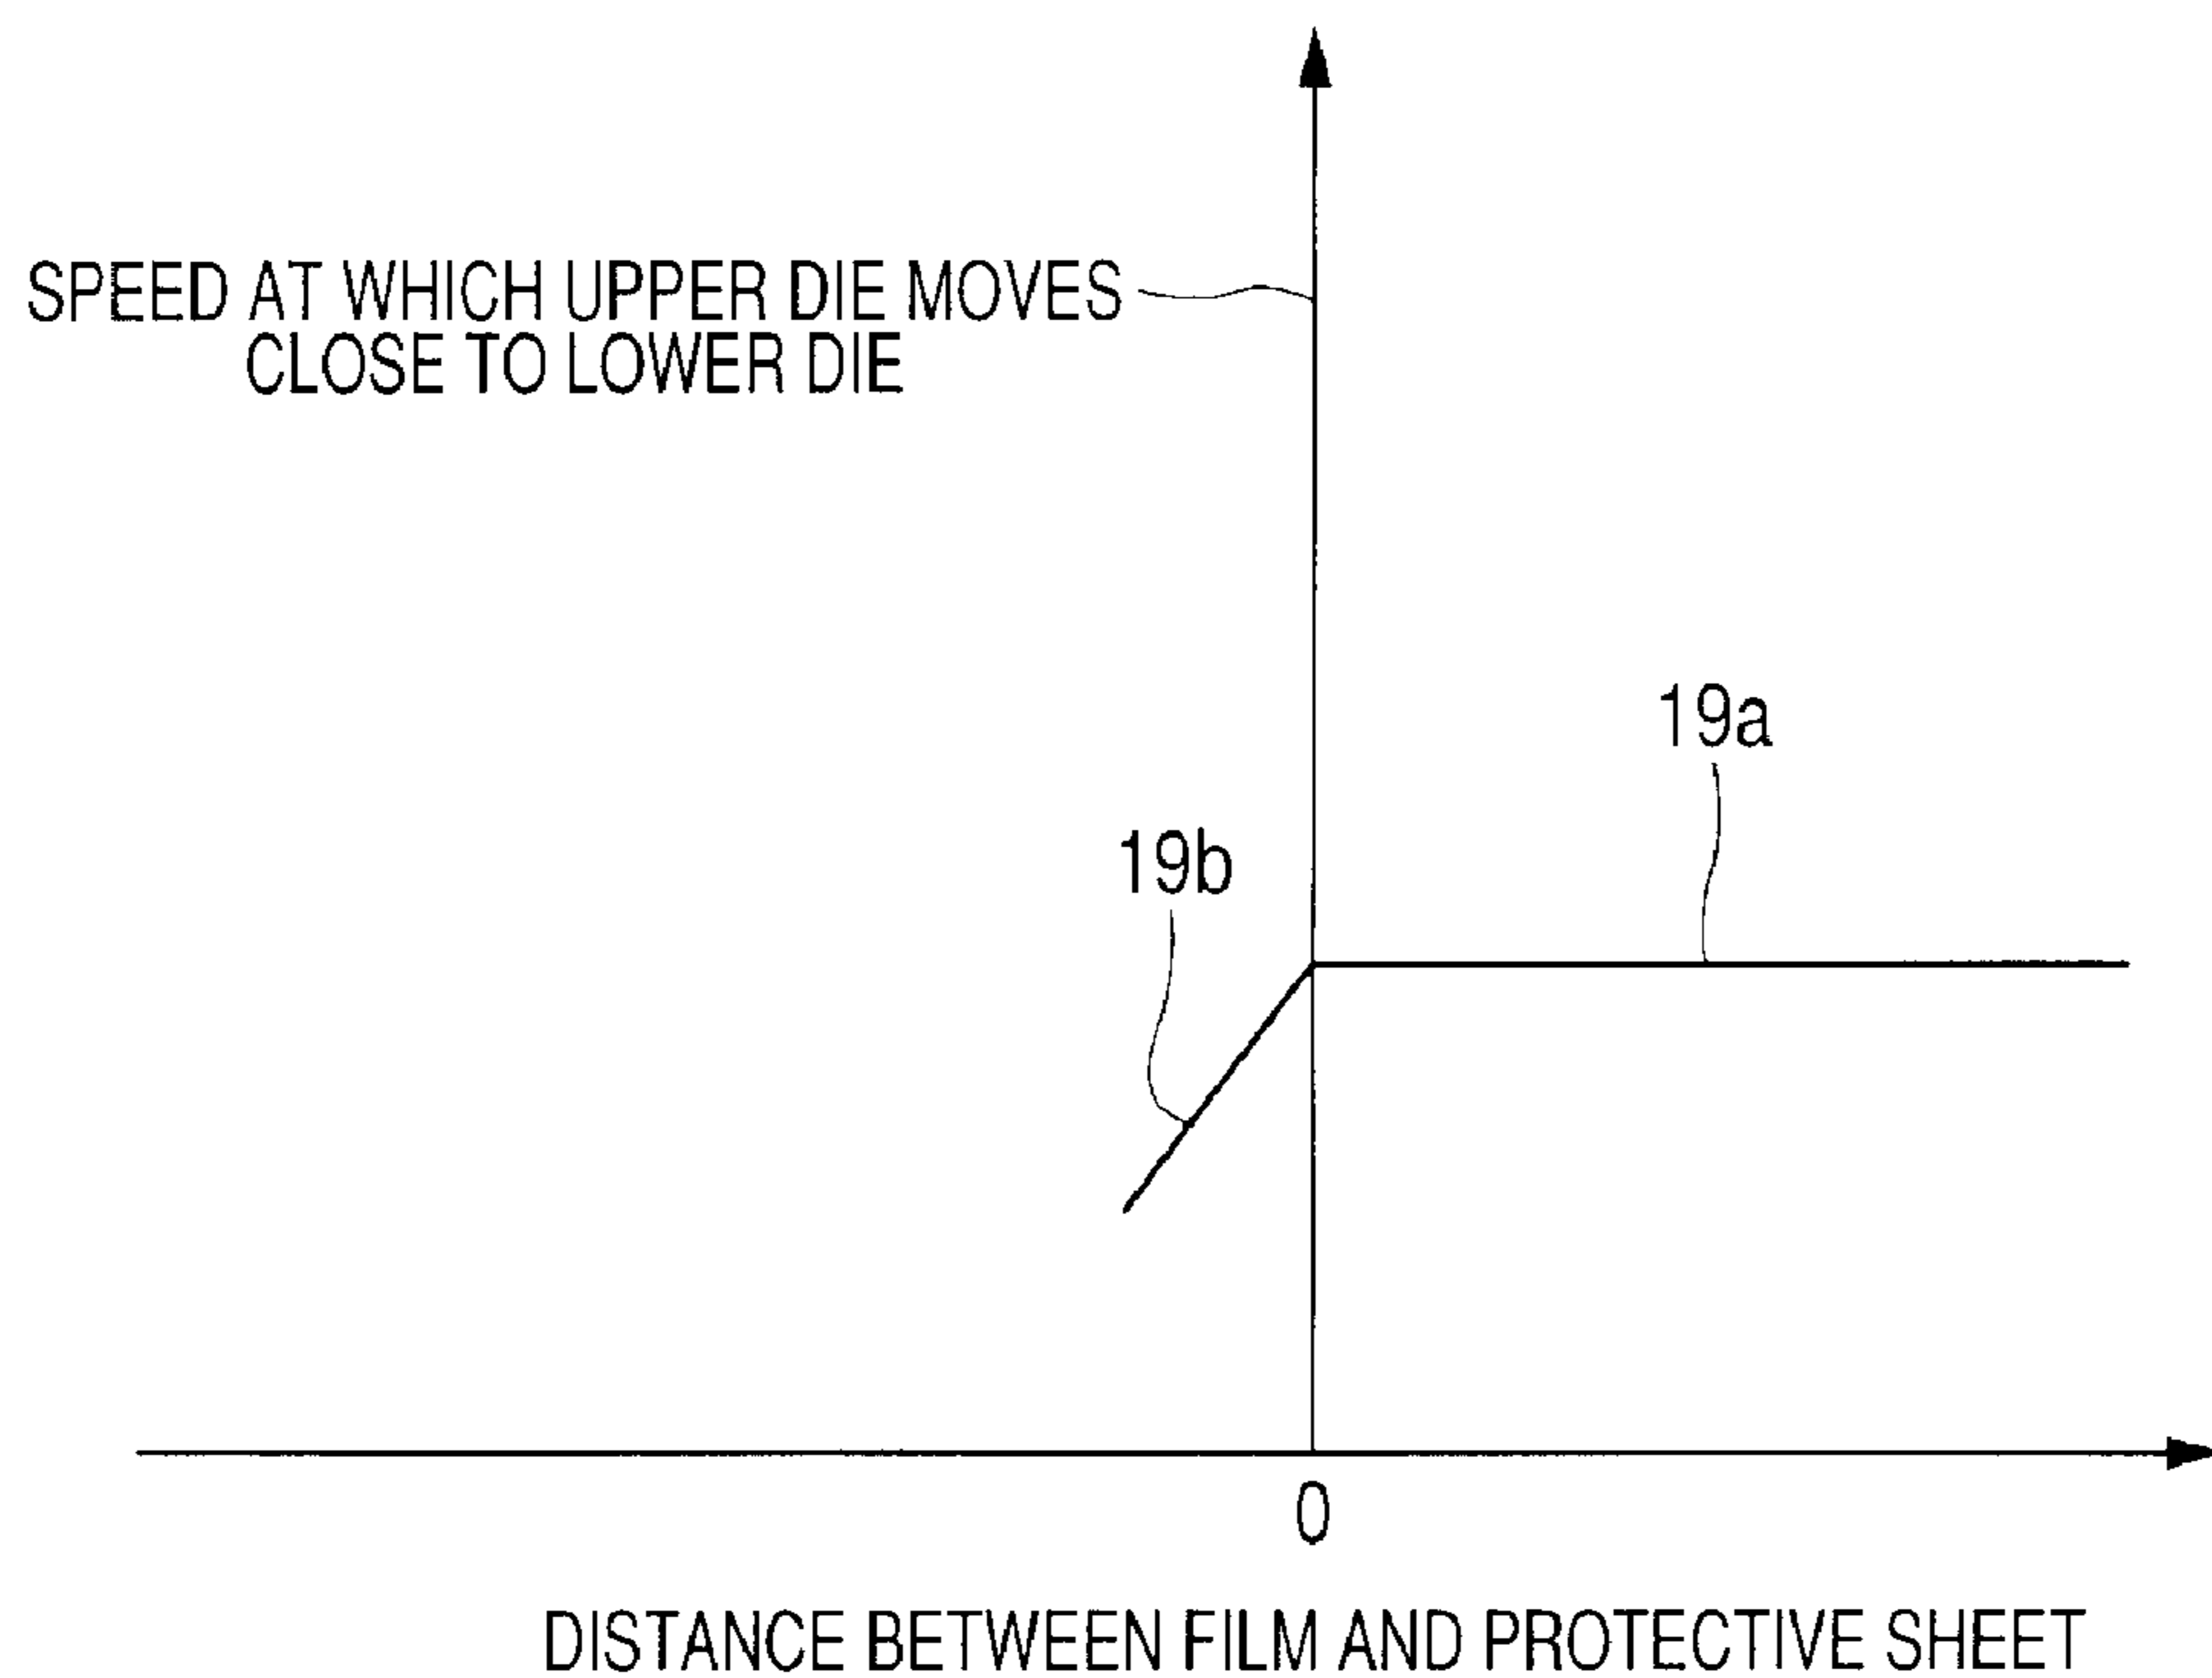 SPEED AT WHICH UPPER DIE MOVES
CLOSE TO LOWER DIE
19a
19b
0
DISTANCE BETWEEN FILM AND PROTECTIVE SHEET